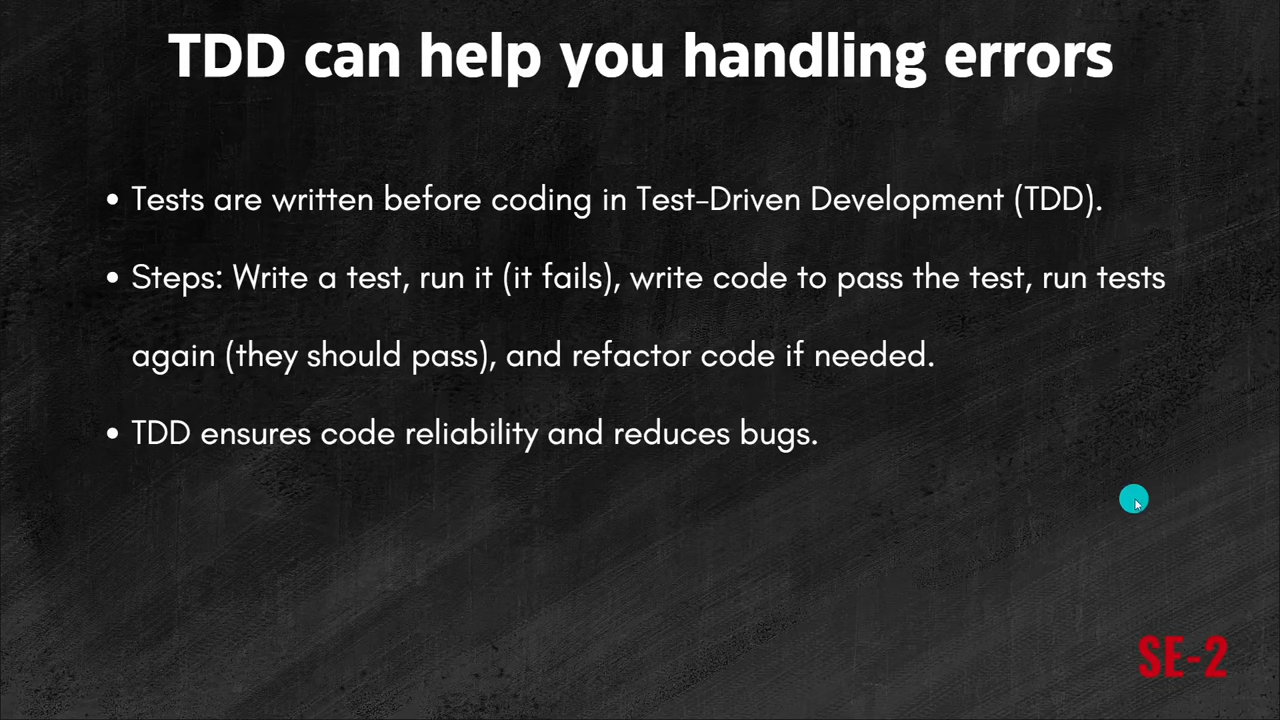 TDD can help you handling errors
• Tests are written before coding in Test-Driven Development (TDD).
• Steps: Write a test, run it (it fails), write code to pass the test, run tests
again (they should pass), and refactor code if needed.
• TDD ensures code reliability and reduces bugs.
SE-2